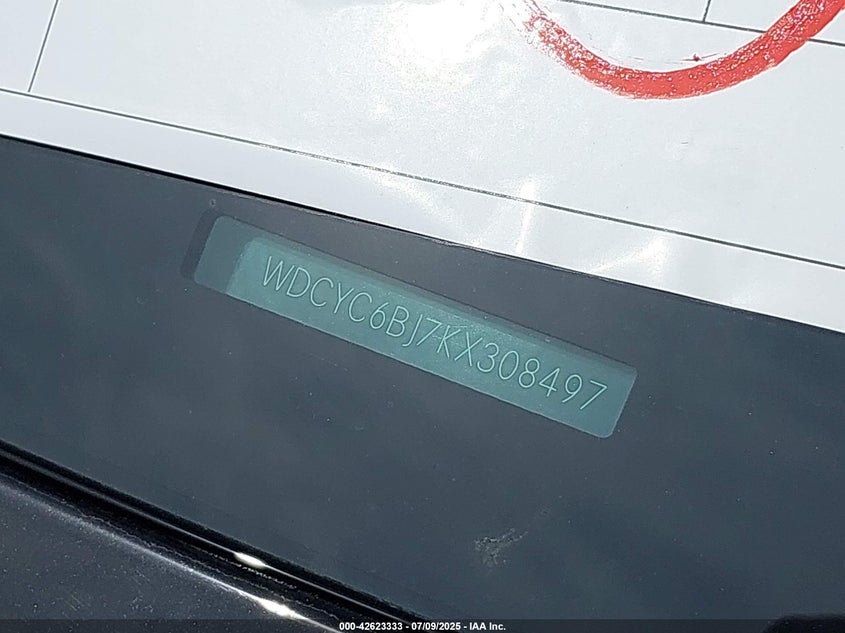 WDCYC6BJ7KX308497
000-42623333 - 07/09/2025 - IAA Inc.